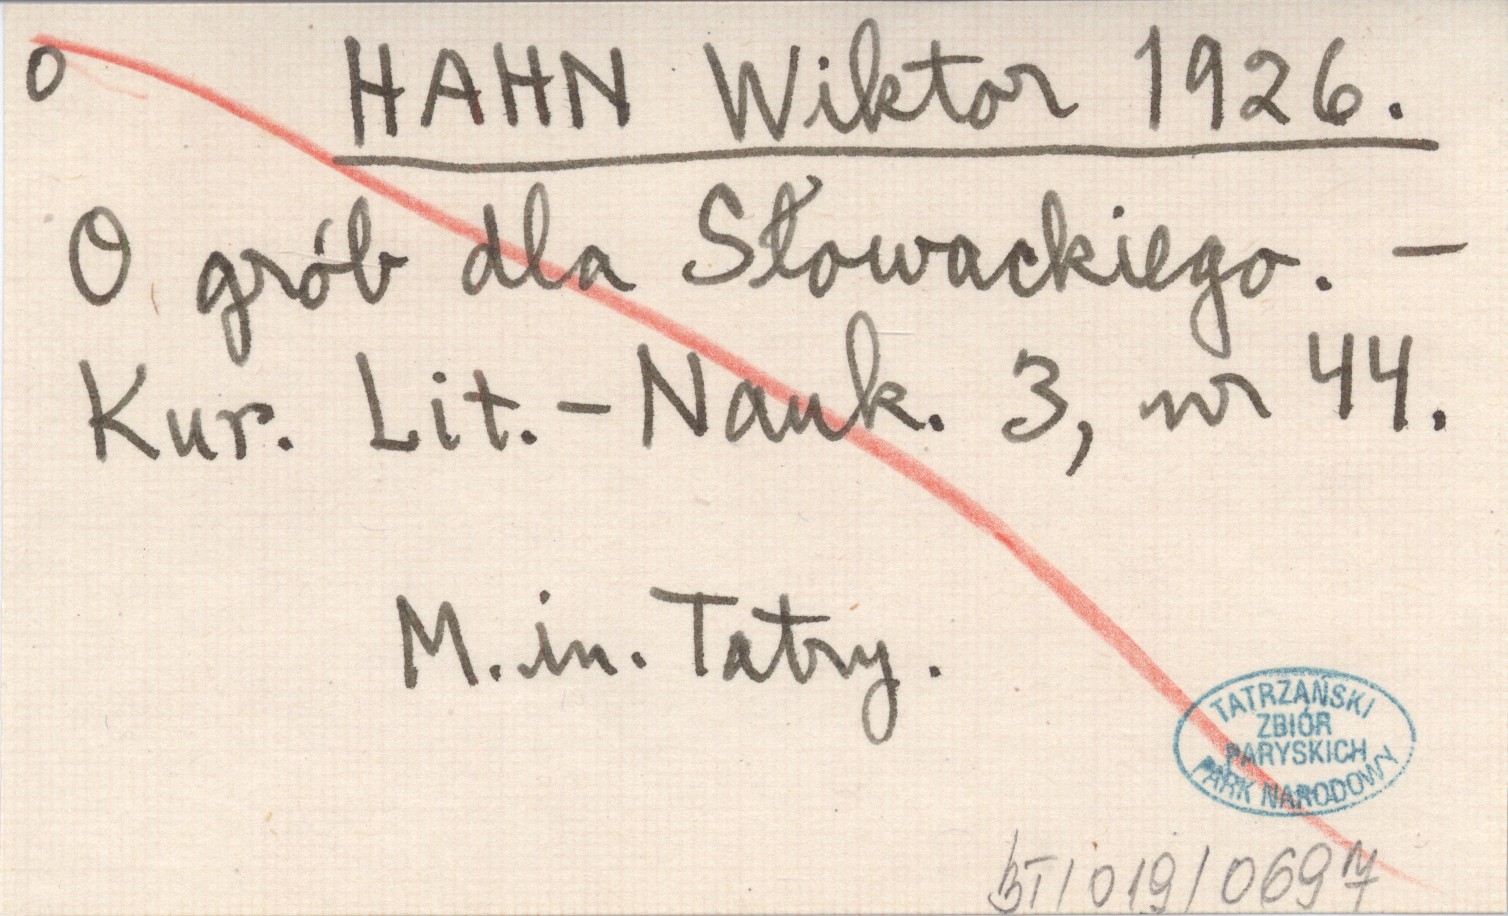 o HAHN Wiktor 1926.
O grób dla Słowackiego. –
Kur. Lit.-Nauk. 3, nr 44.
M.in. Tatry.
TATRZAŃSKI
ZBIÓR
PARYSKICH
PARK NARODOWY
BT/019/069